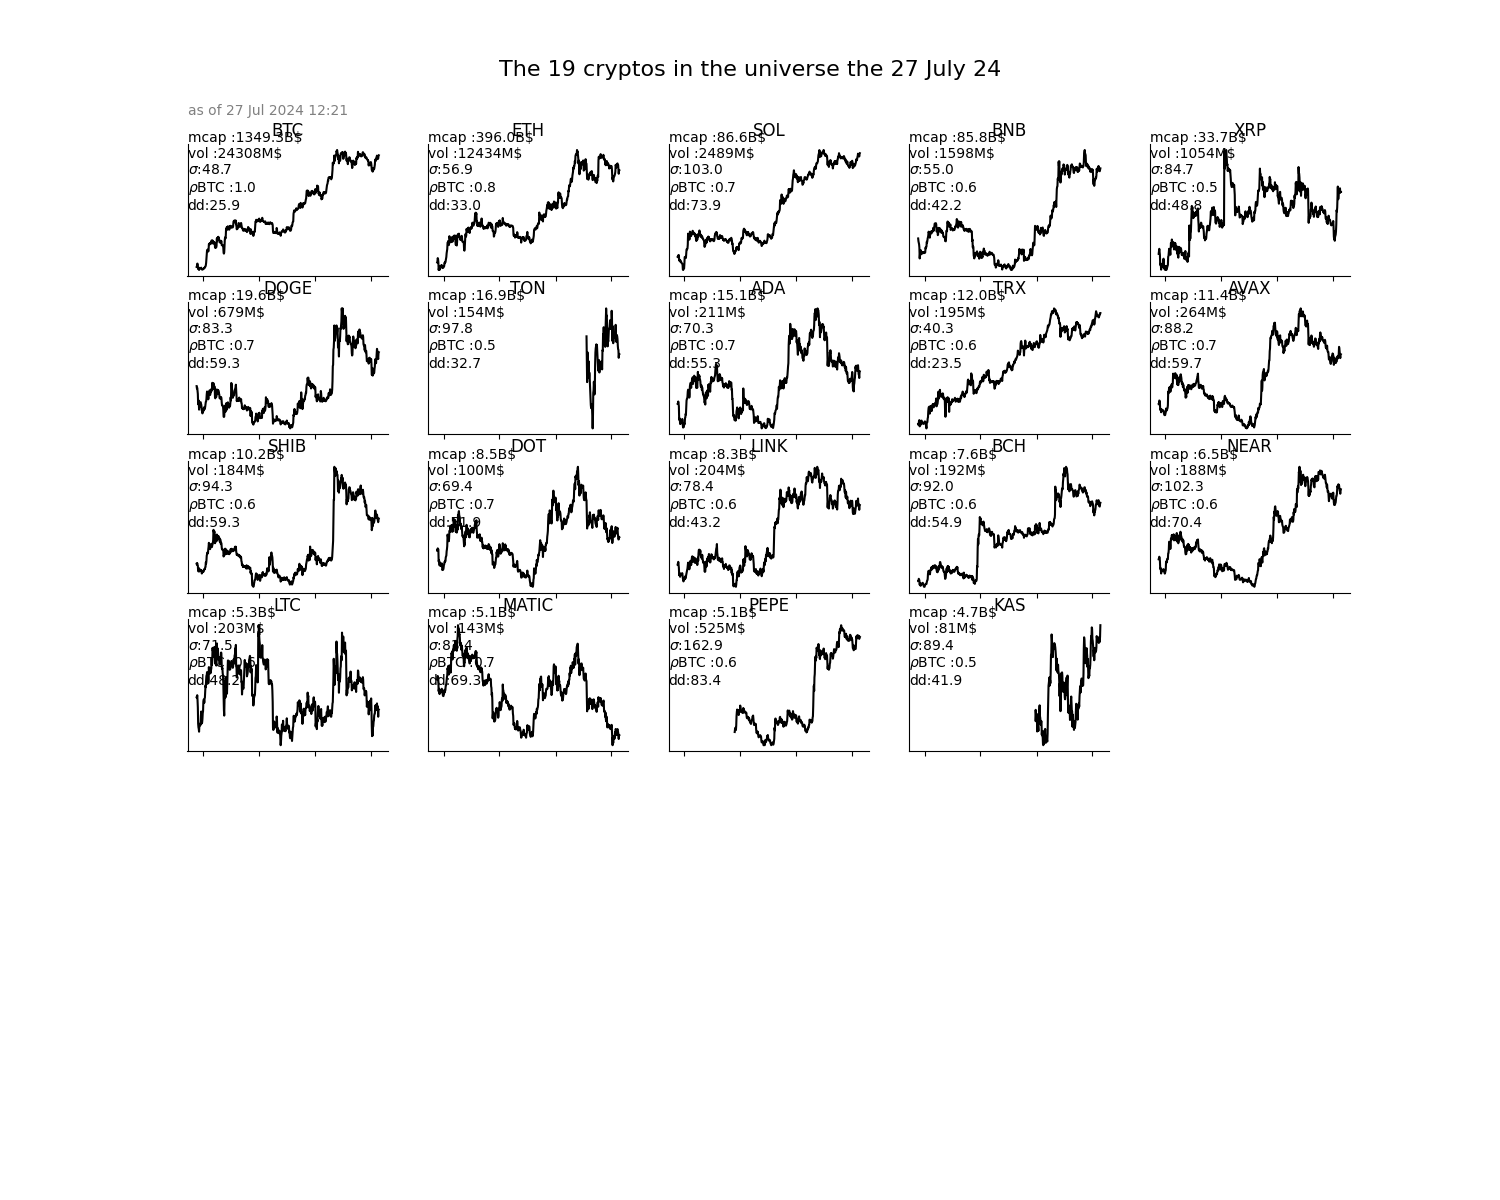 The 19 cryptos in the universe the 27 July 24
as of 27 Jul 2024 12:21
BTC
mcap :1349.3B$
vol :24308M$
σ:48.7
ρBTC :1.0
dd:25.9
ETH
mcap :396.0B$
vol :12434M$
σ:56.9
ρBTC :0.8
dd:33.0
SOL
mcap :86.6B$
vol :2489M$
σ:103.0
ρBTC :0.7
dd:73.9
BNB
mcap :85.8B$
vol :1598M$
σ:55.0
ρBTC :0.6
dd:42.2
XRP
mcap :33.7B$
vol :1054M$
σ:84.7
ρBTC :0.5
dd:48.8
DOGE
mcap :19.6B$
vol :679M$
σ:83.3
ρBTC :0.7
dd:59.3
TON
mcap :16.9B$
vol :154M$
σ:97.8
ρBTC :0.5
dd:32.7
ADA
mcap :15.1B$
vol :211M$
σ:70.3
ρBTC :0.7
dd:55.3
TRX
mcap :12.0B$
vol :195M$
σ:40.3
ρBTC :0.6
dd:23.5
AVAX
mcap :11.4B$
vol :264M$
σ:88.2
ρBTC :0.7
dd:59.7
SHIB
mcap :10.2B$
vol :184M$
σ:94.3
ρBTC :0.6
dd:59.3
DOT
mcap :8.5B$
vol :100M$
σ:69.4
ρBTC :0.7
dd:51.9
LINK
mcap :8.3B$
vol :204M$
σ:78.4
ρBTC :0.6
dd:43.2
BCH
mcap :7.6B$
vol :192M$
σ:92.0
ρBTC :0.6
dd:54.9
NEAR
mcap :6.5B$
vol :188M$
σ:102.3
ρBTC :0.6
dd:70.4
LTC
mcap :5.3B$
vol :203M$
σ:71.5
ρBTC :0.6
dd:48.2
MATIC
mcap :5.1B$
vol :143M$
σ:81.4
ρBTC :0.7
dd:69.3
PEPE
mcap :5.1B$
vol :525M$
σ:162.9
ρBTC :0.6
dd:83.4
KAS
mcap :4.7B$
vol :81M$
σ:89.4
ρBTC :0.5
dd:41.9